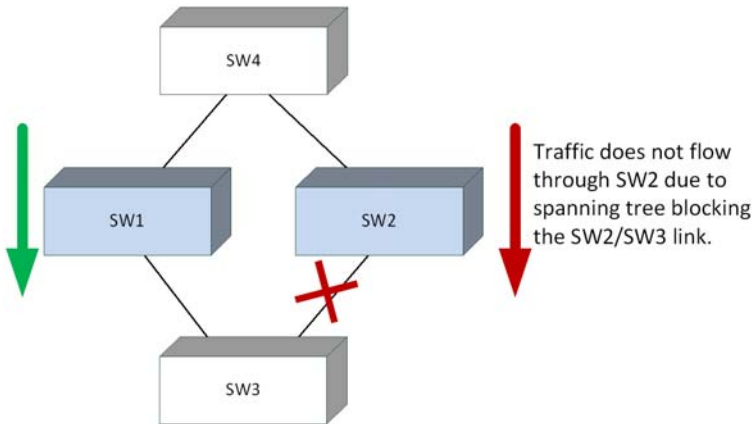 SW4
SW1
SW2
Traffic does not flow
through SW2 due to
spanning tree blocking
the SW2/SW3 link.
SW3